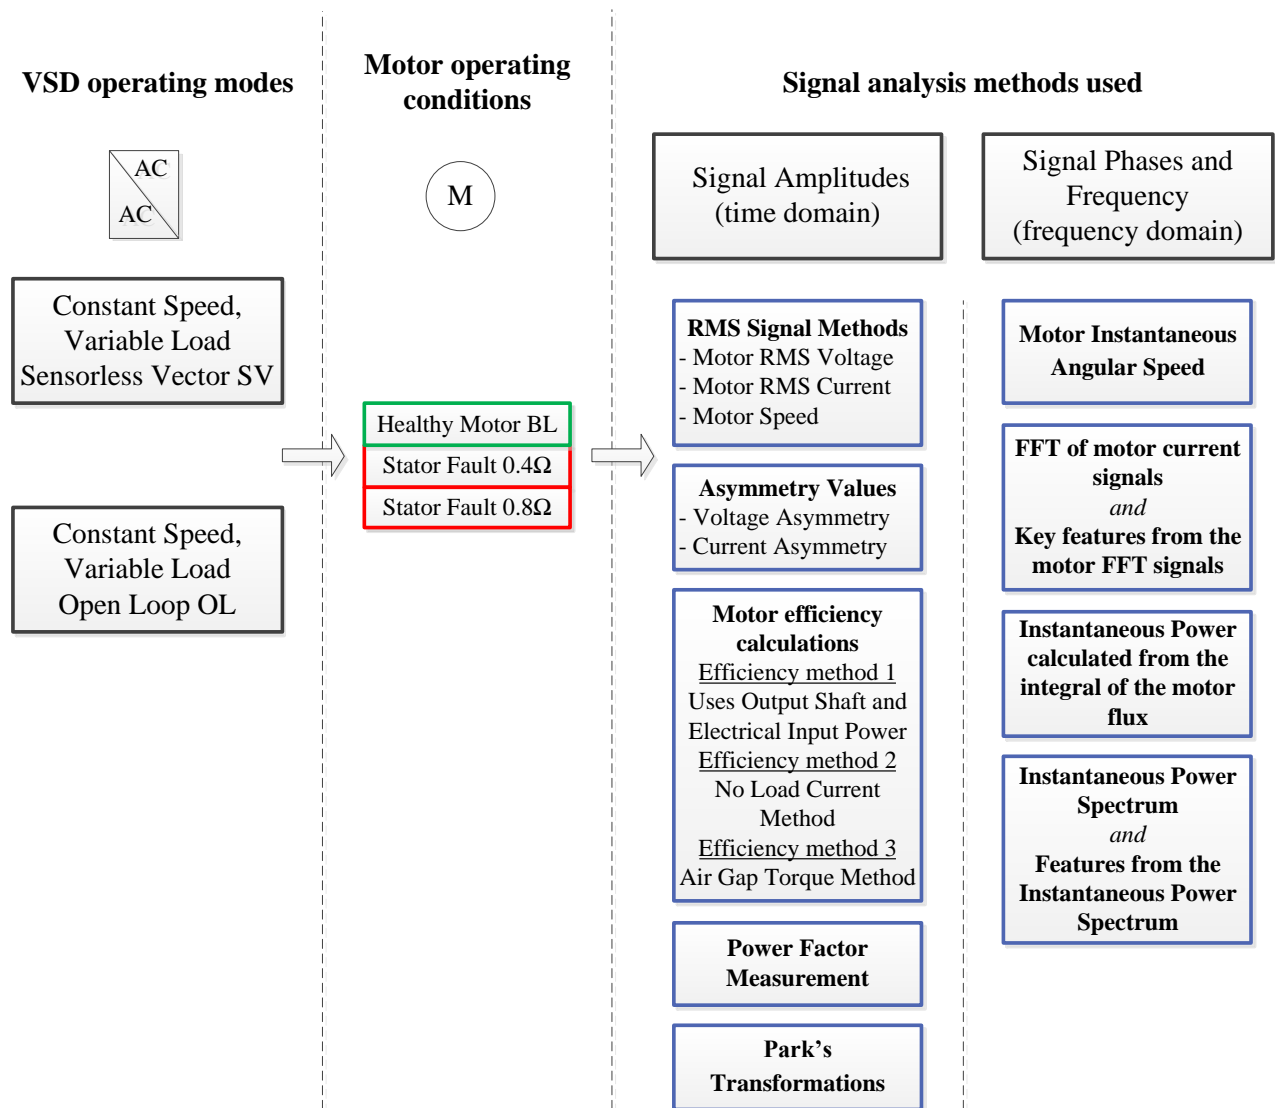 VSD operating modes
AC
AC
Constant Speed,
Variable Load
Sensorless Vector SV
Constant Speed,
Variable Load
Open Loop OL
Motor operating
conditions
M
Healthy Motor BL
Stator Fault 0.4Ω
Stator Fault 0.8Ω
Signal analysis methods used
Signal Amplitudes
(time domain)
RMS Signal Methods
- Motor RMS Voltage
- Motor RMS Current
- Motor Speed
Asymmetry Values
- Voltage Asymmetry
- Current Asymmetry
Motor efficiency
calculations
Efficiency method 1
Uses Output Shaft and
Electrical Input Power
Efficiency method 2
No Load Current
Method
Efficiency method 3
Air Gap Torque Method
Power Factor
Measurement
Park's
Transformations
Signal Phases and
Frequency
(frequency domain)
Motor Instantaneous
Angular Speed
FFT of motor current
signals
and
Key features from the
motor FFT signals
Instantaneous Power
calculated from the
integral of the motor
flux
Instantaneous Power
Spectrum
and
Features from the
Instantaneous Power
Spectrum